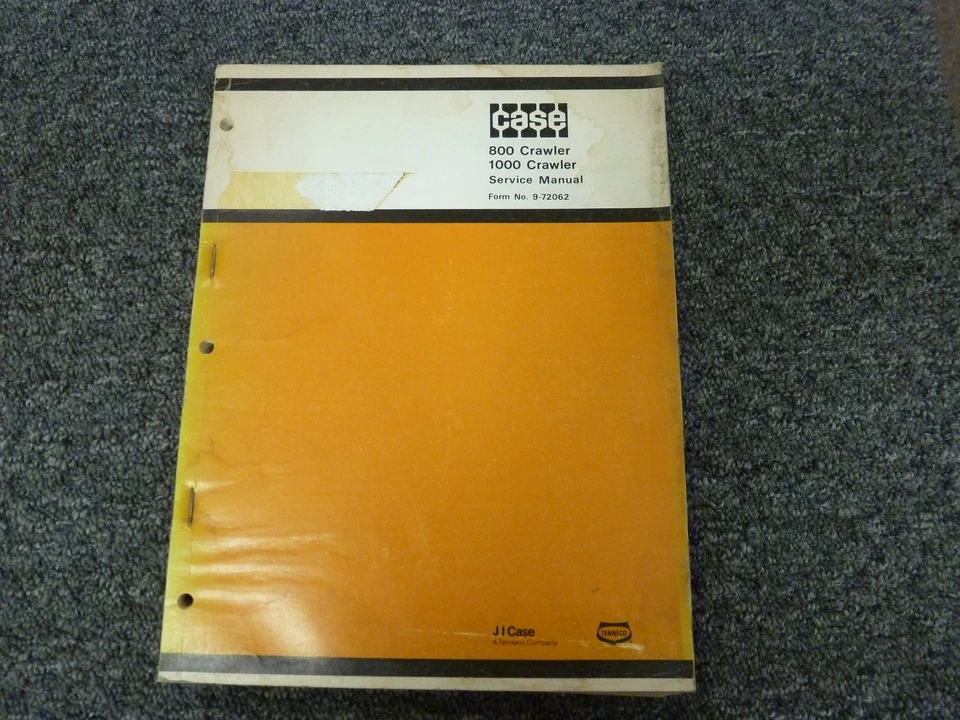 case
800 Crawler
1000 Crawler
Service Manual
Form No. 9-72062
J I Case
A Tenneco Company
TENNECO